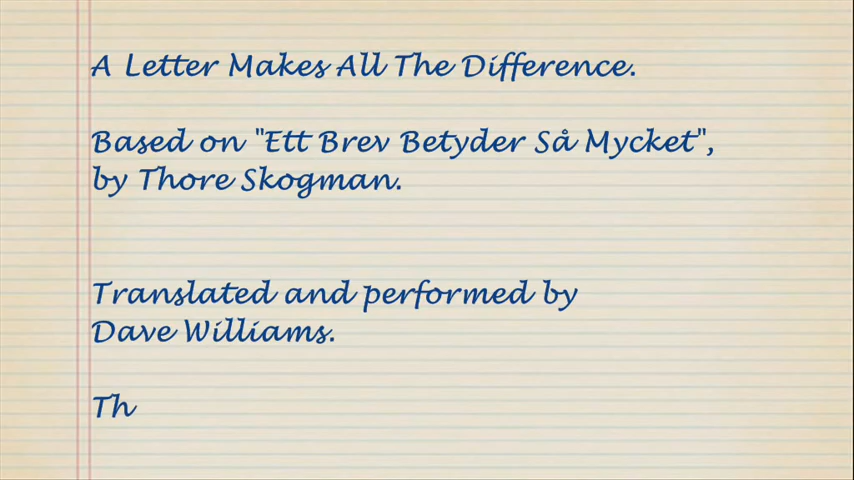 A Letter Makes All The Difference.
Based on "Ett Brev Betyder Så Mycket",
by Thore Skogman.
Translated and performed by
Dave Williams.
Th